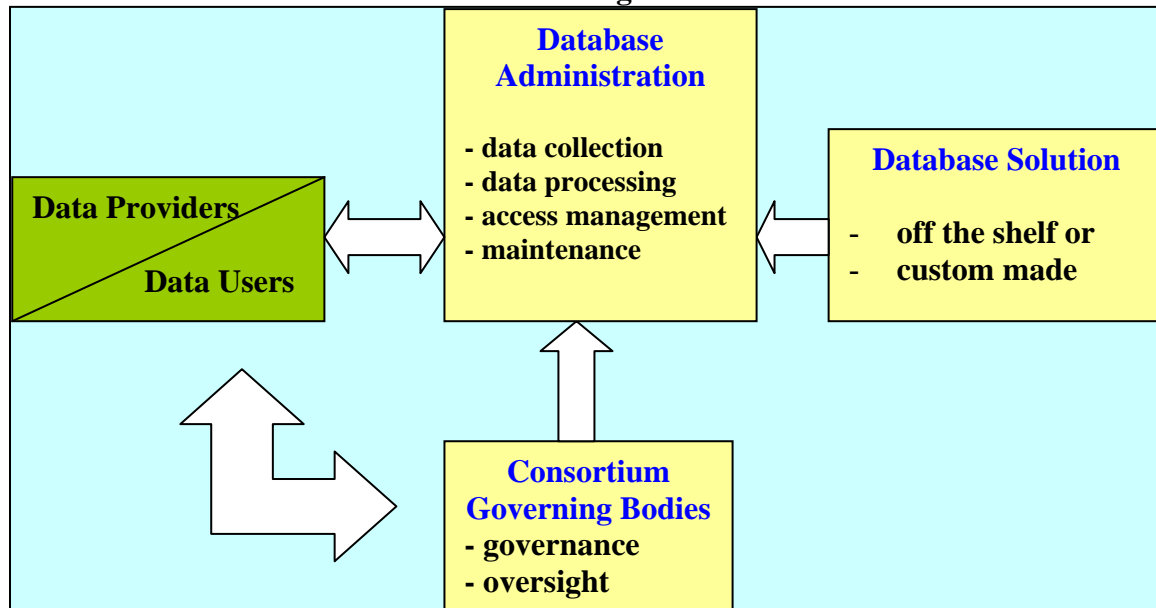 Database
Administration
- data collection
- data processing
- access management
- maintenance
Database Solution
- off the shelf or
- custom made
Data Providers
Data Users
Consortium
Governing Bodies
- governance
- oversight